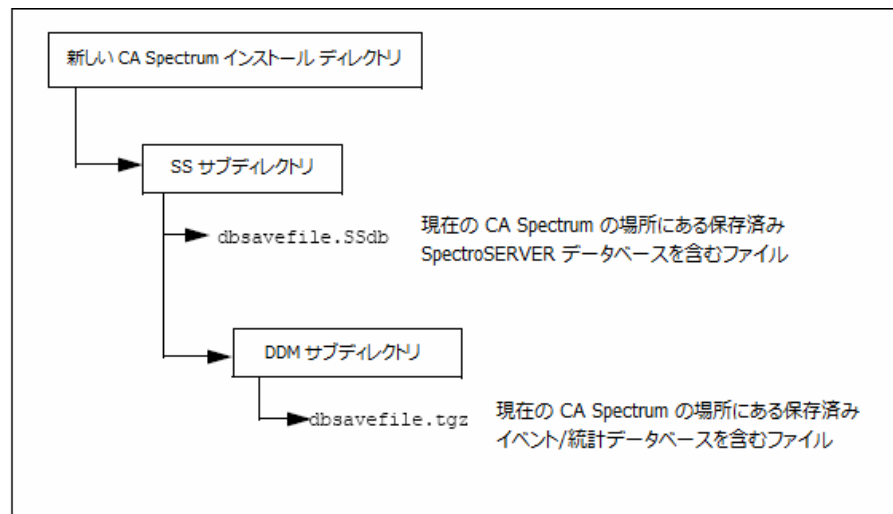 新しい CA Spectrum インストール ディレクトリ
SS サブディレクトリ
dbsavefile.SSdb
現在の CA Spectrum の場所にある保存済み
SpectroSERVER データベースを含むファイル
DDM サブディレクトリ
dbsavefile.tgz
現在の CA Spectrum の場所にある保存済み
イベント/統計データベースを含むファイル